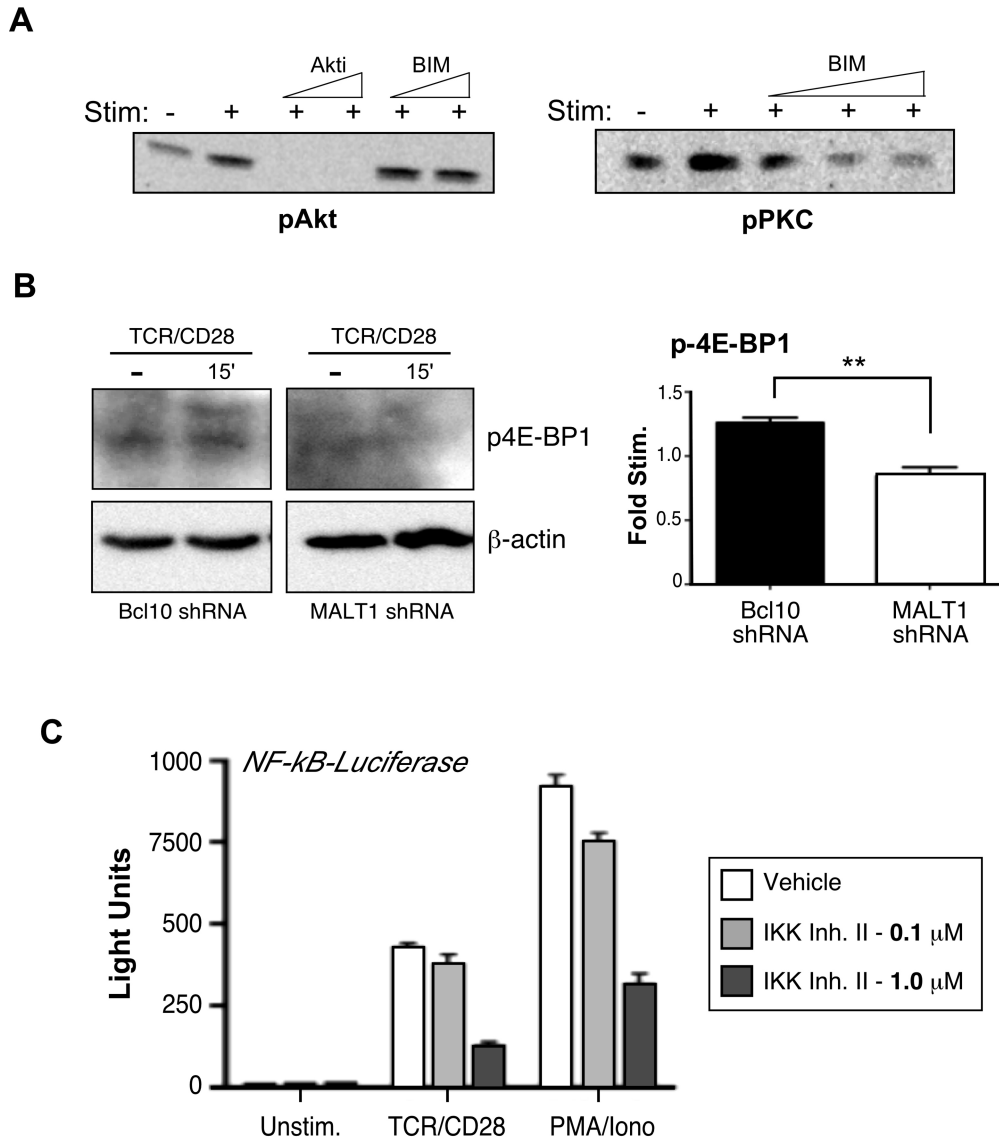 A
Akti BIM
Stim: - + + + + +
pAkt
BIM
Stim: - + + + +
pPKC
B
TCR/CD28 TCR/CD28
- 15' - 15'
p4E-BP1
β-actin
Bcl10 shRNA MALT1 shRNA
p-4E-BP1
**
Fold Stim.
1.5
1.0
0.5
0
Bcl10 shRNA
MALT1 shRNA
C
NF-kB-Luciferase
Light Units
1000
7500
500
250
0
Unstim. TCR/CD28 PMA/Iono
Vehicle
IKK Inh. II - 0.1 μM
IKK Inh. II - 1.0 μM